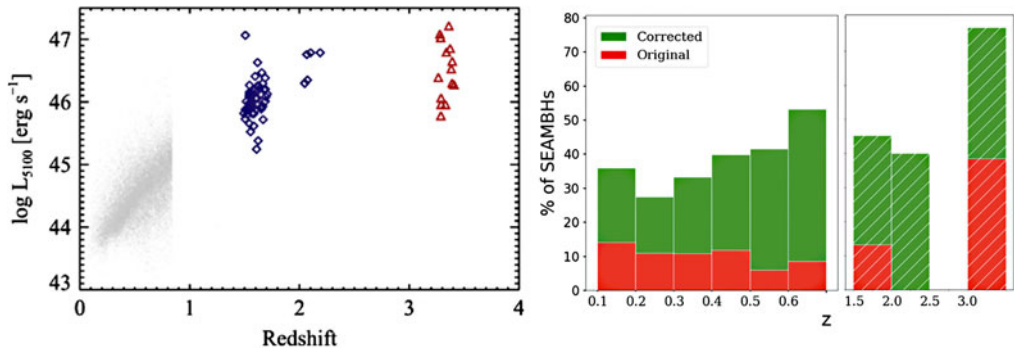 log L5100 [erg s⁻¹]
47
46
45
44
43
0 1 2 3 4
Redshift
% of SEAMBHs
80
70
60
50
40
30
20
10
0
Corrected
Original
0.1 0.2 0.3 0.4 0.5 0.6
1.5 2.0 2.5 3.0
z